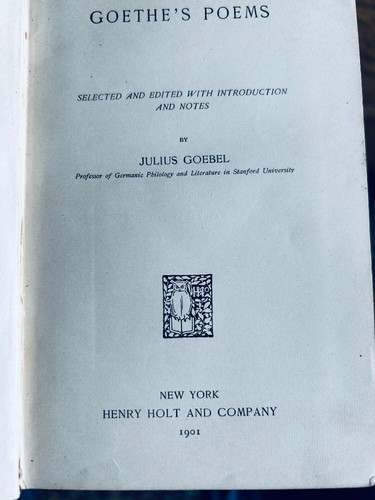 GOETHE'S POEMS
SELECTED AND EDITED WITH INTRODUCTION
AND NOTES
BY
JULIUS GOEBEL
Professor of Germanic Philology and Literature in Stanford University
NEW YORK
HENRY HOLT AND COMPANY
1901